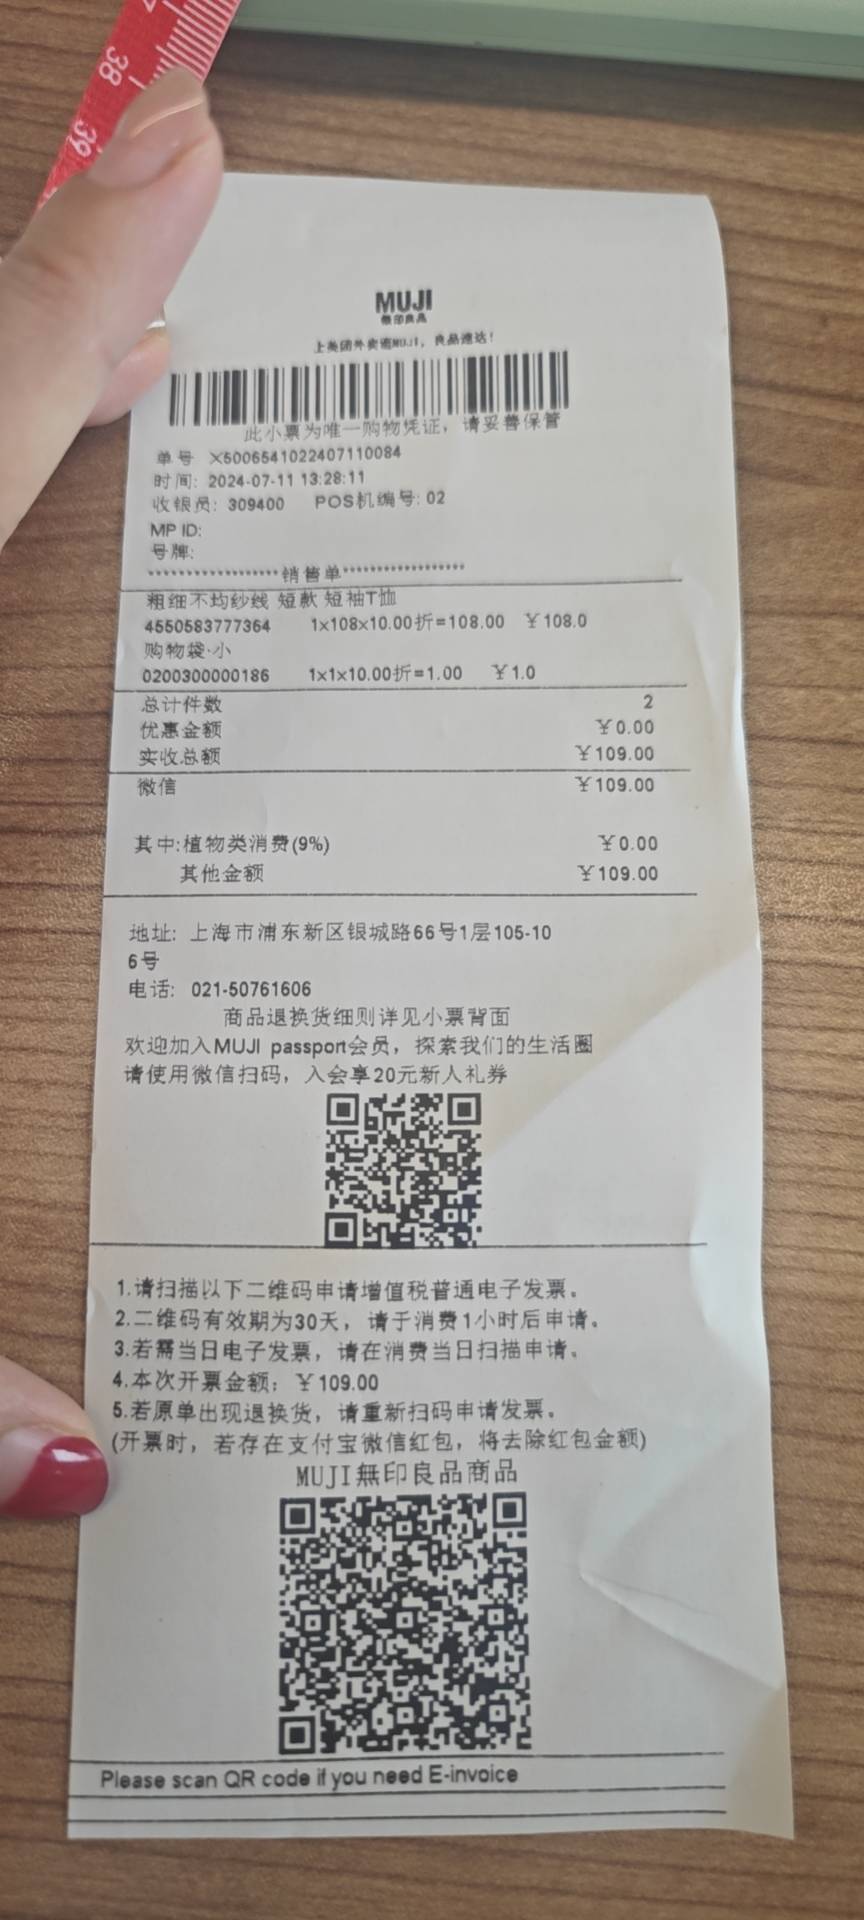 38
39
MUJI
無印良品
上美团外卖逛MUJI，良品速达！
此小票为唯一购物凭证，请妥善保管
单号 X5006541022407110084
时间: 2024-07-11 13:28:11
收银员: 309400 POS机编号: 02
MP ID:
号牌:
******************销售单******************
粗细不均纱线 短款 短袖T恤
4550583777364 1x108x10.00折=108.00 ￥108.0
购物袋·小
0200300000186 1x1x10.00折=1.00 ￥1.0
总计件数 2
优惠金额 ￥0.00
实收总额 ￥109.00
微信 ￥109.00
其中:植物类消费(9%) ￥0.00
其他金额 ￥109.00
地址: 上海市浦东新区银城路66号1层105-10
6号
电话: 021-50761606
商品退换货细则详见小票背面
欢迎加入MUJI passport会员，探索我们的生活圈
请使用微信扫码，入会享20元新人礼券
1.请扫描以下二维码申请增值税普通电子发票。
2.二维码有效期为30天，请于消费1小时后申请。
3.若需当日电子发票，请在消费当日扫描申请。
4.本次开票金额: ￥109.00
5.若原单出现退换货，请重新扫码申请发票。
(开票时，若存在支付宝微信红包，将去除红包金额)
MUJI無印良品商品
Please scan QR code if you need E-invoice